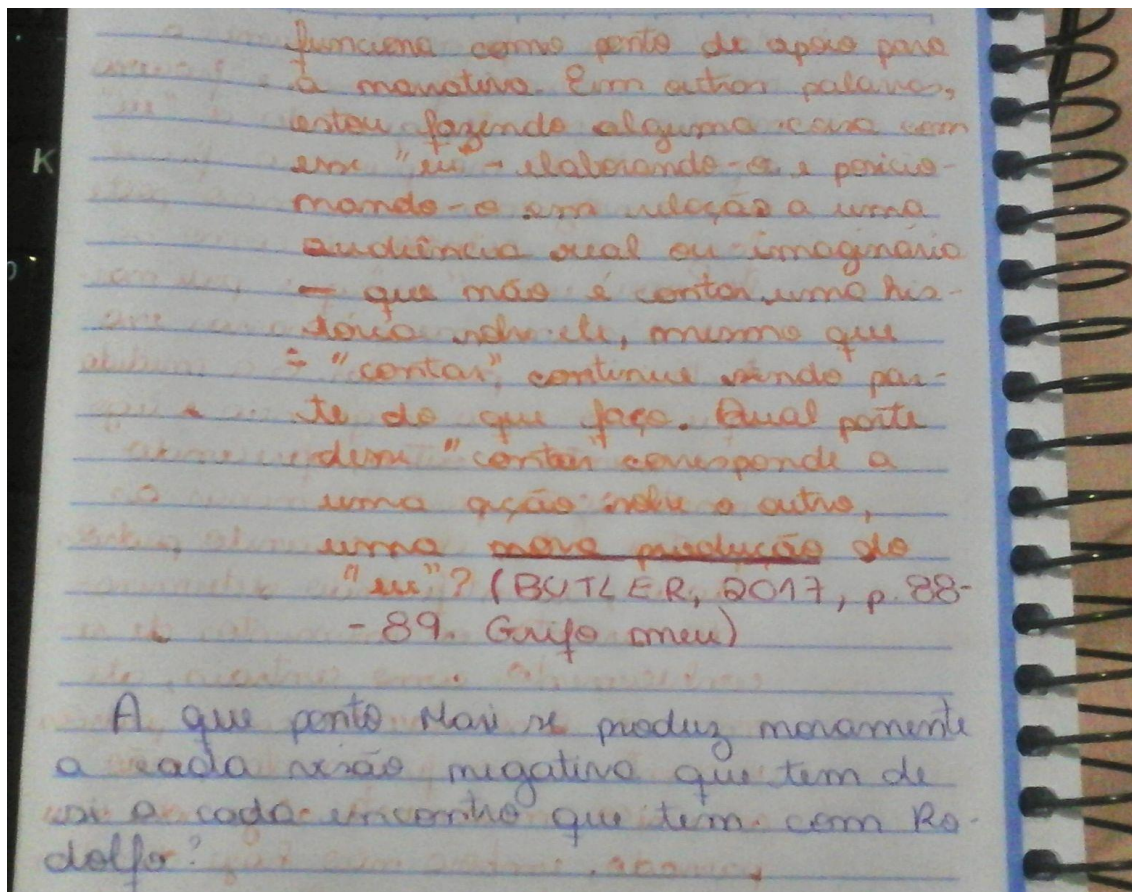 funciona como ponto de apoio para
a narrativa. Em outras palavras,
estou fazendo alguma coisa com
esse "eu" - elaborando-o e posicio-
nando-o em relação a uma
audiência real ou imaginária
- que não é contar uma his-
tória sobre ele, mesmo que
"contar" continue sendo par-
te do que faço. Qual parte
desse "contar" corresponde a
uma ação sobre o outro,
uma nova produção do
"eu"? (BUTLER, 2017, p. 88-
- 89. Grifo meu)
A que ponto Mavi se produz novamente
a cada visão negativa que tem de
si a cada encontro que tem com Ro-
dolfo?
K